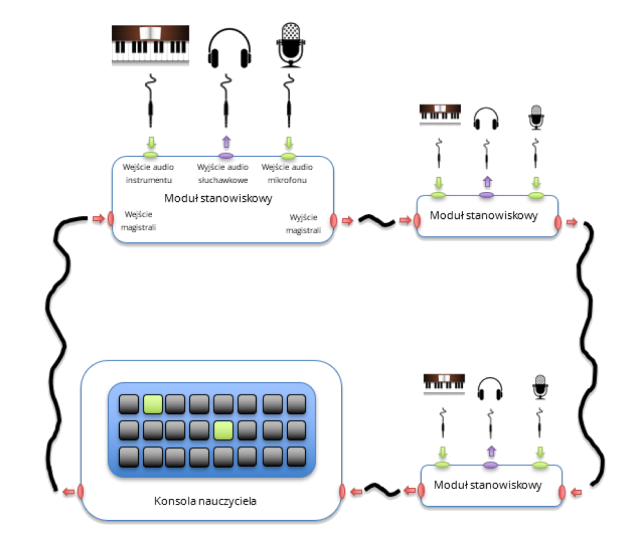 Wejście audio
instrumentu
Wyjście audio
słuchawkowe
Wejście audio
mikrofonu
Moduł stanowiskowy
Wejście
magistrali
Wyjście
magistrali
Moduł stanowiskowy
Konsola nauczyciela
Moduł stanowiskowy